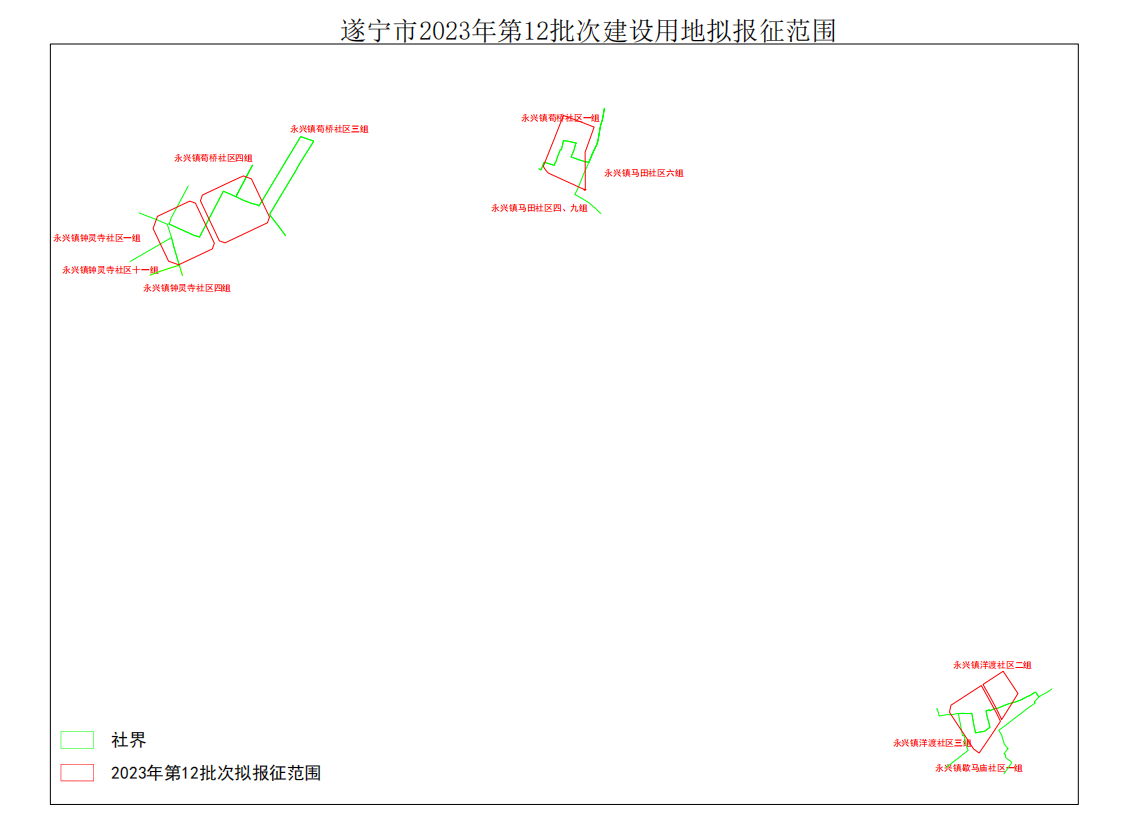 遂宁市2023年第12批次建设用地拟报征范围
永兴镇荀桥社区一组
永兴镇荀桥社区三组
永兴镇荀桥社区四组
永兴镇马田社区六组
永兴镇马田社区四、九组
永兴镇钟灵寺社区一组
永兴镇钟灵寺社区十一组
永兴镇钟灵寺社区四组
永兴镇洋渡社区二组
永兴镇洋渡社区三组
永兴镇歇马庙社区一组
社界
2023年第12批次拟报征范围